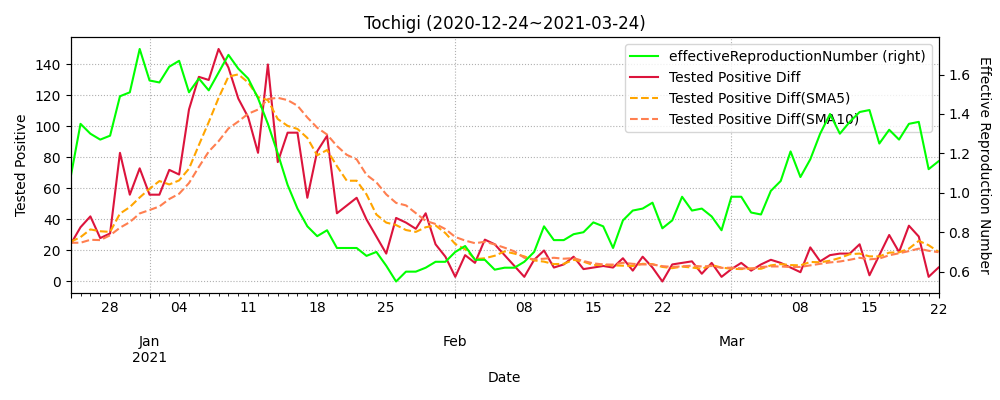 Tochigi (2020-12-24~2021-03-24)
effectiveReproductionNumber (right)
Tested Positive Diff
Tested Positive Diff(SMA5)
Tested Positive Diff(SMA10)
Tested Positive
140
120
100
80
60
40
20
0
1.6
1.4
1.2
1.0
0.8
0.6
Effective Reproduction Number
28 04 11 18 25 08 15 22 08 15 22
Jan Feb Mar
2021
Date